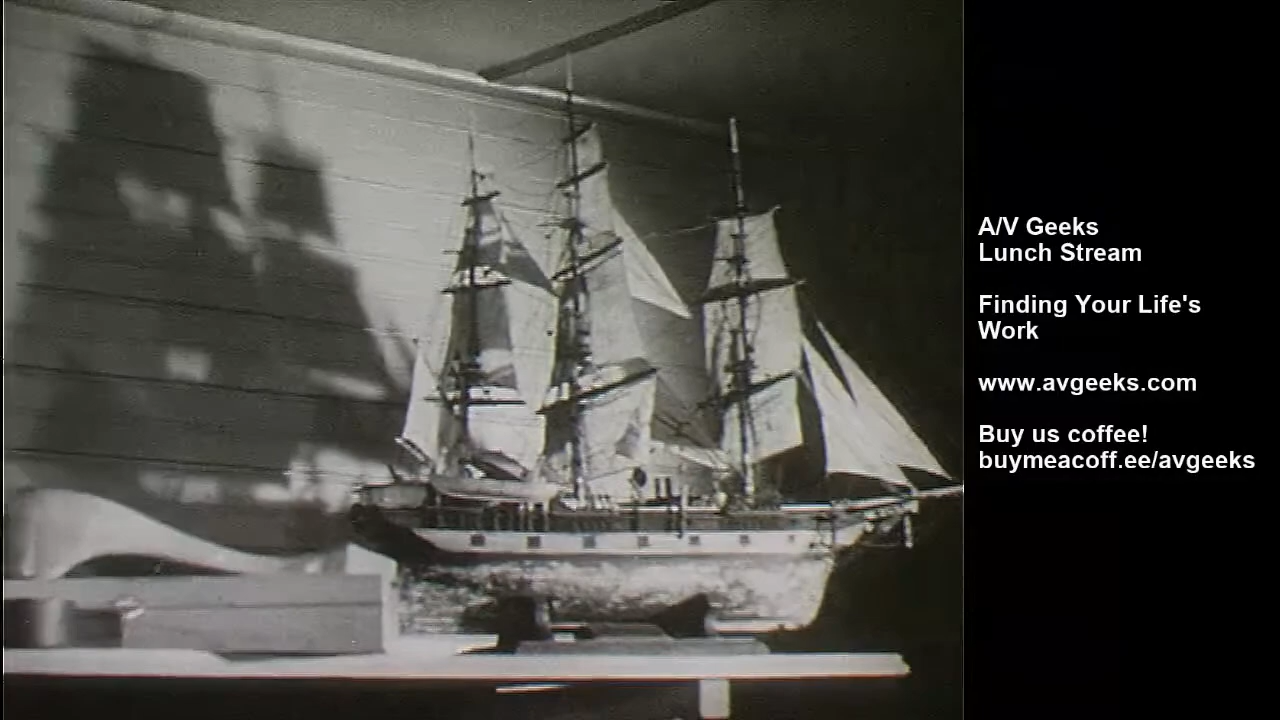 A/V Geeks
Lunch Stream
Finding Your Life's
Work
www.avgeeks.com
Buy us coffee!
buymeacoff.ee/avgeeks